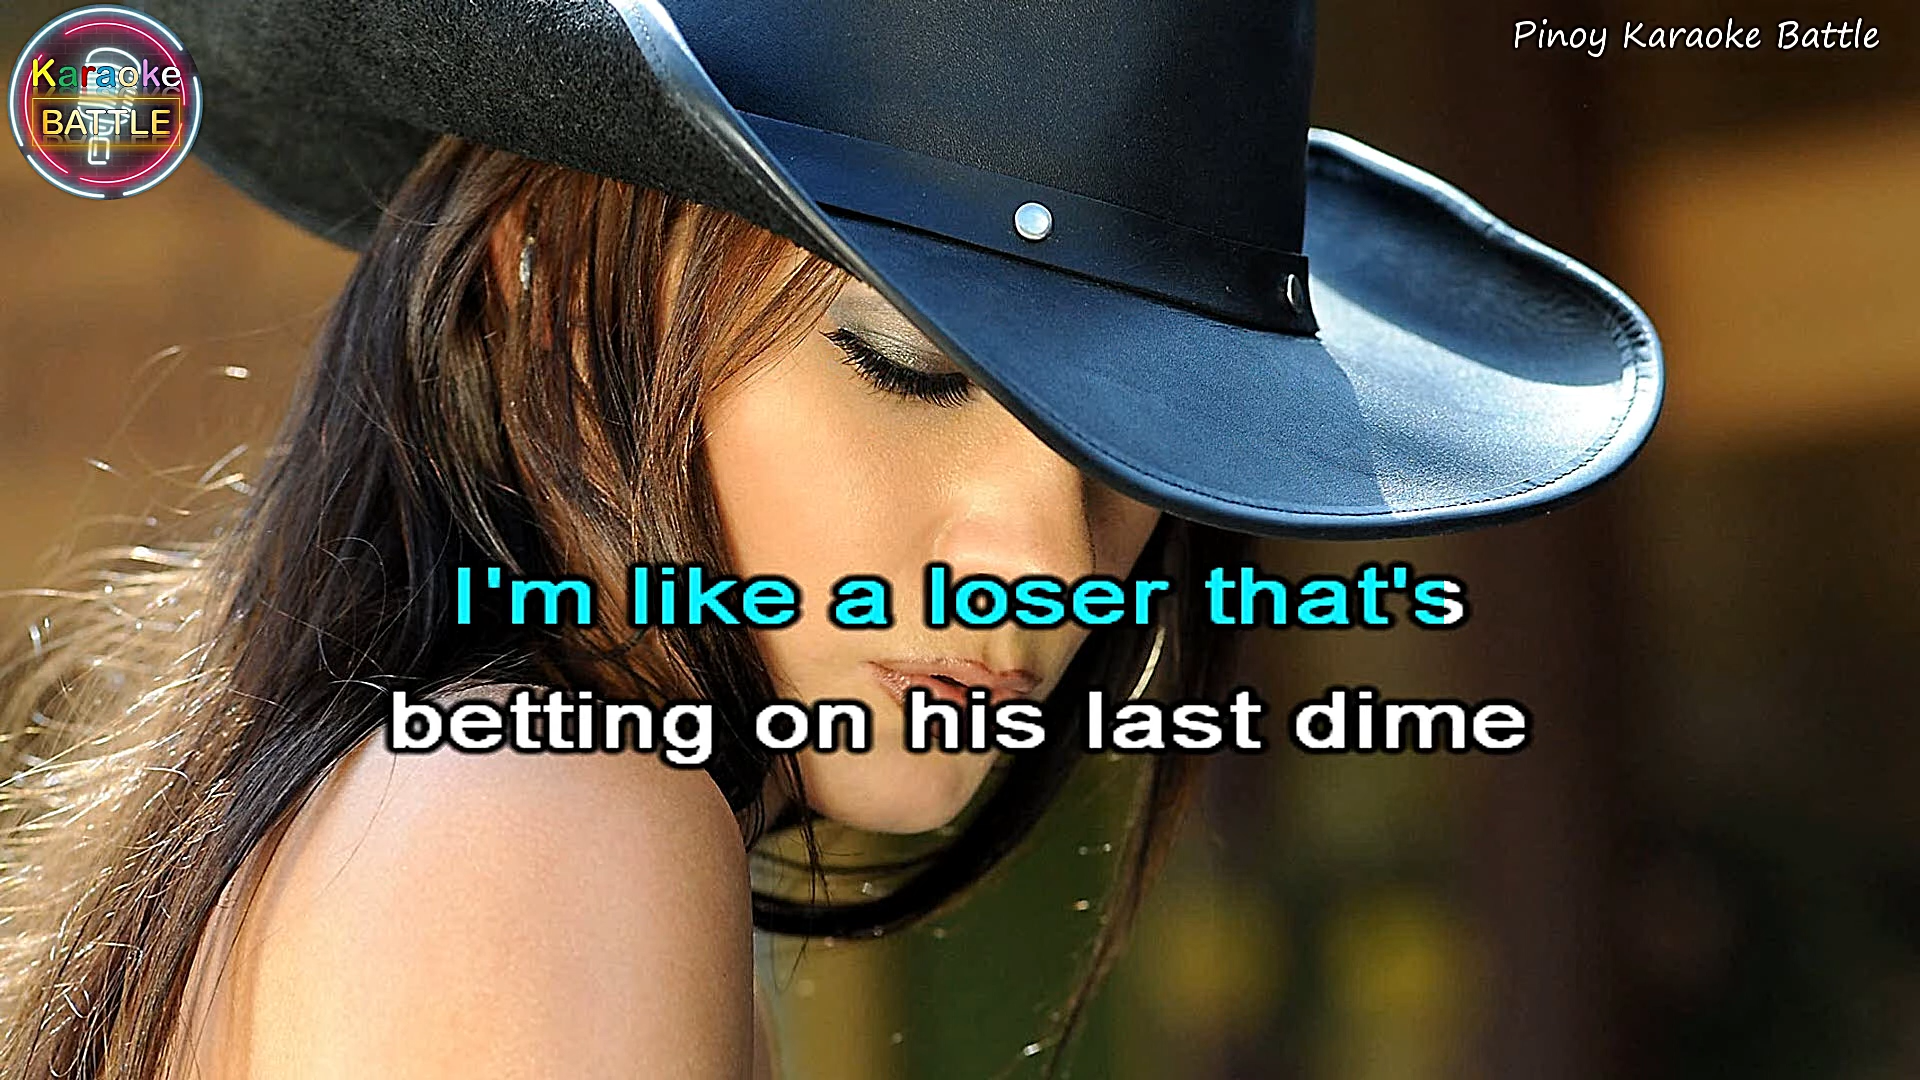 Karaoke
BATTLE
Pinoy Karaoke Battle
I'm like a loser that's
betting on his last dime